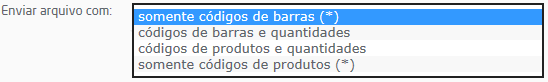 Enviar arquivo com:
somente códigos de barras (*)
códigos de barras e quantidades
códigos de produtos e quantidades
somente códigos de produtos (*)